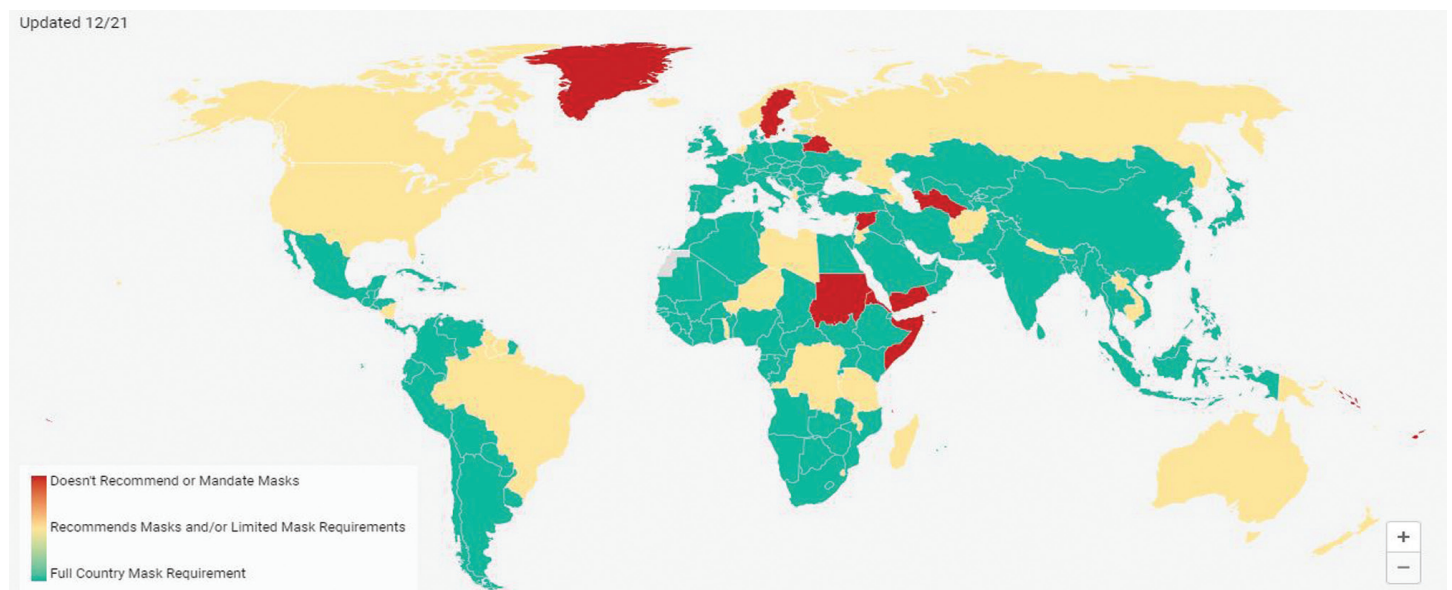 Updated 12/21
Doesn't Recommend or Mandate Masks
Recommends Masks and/or Limited Mask Requirements
Full Country Mask Requirement
+
−